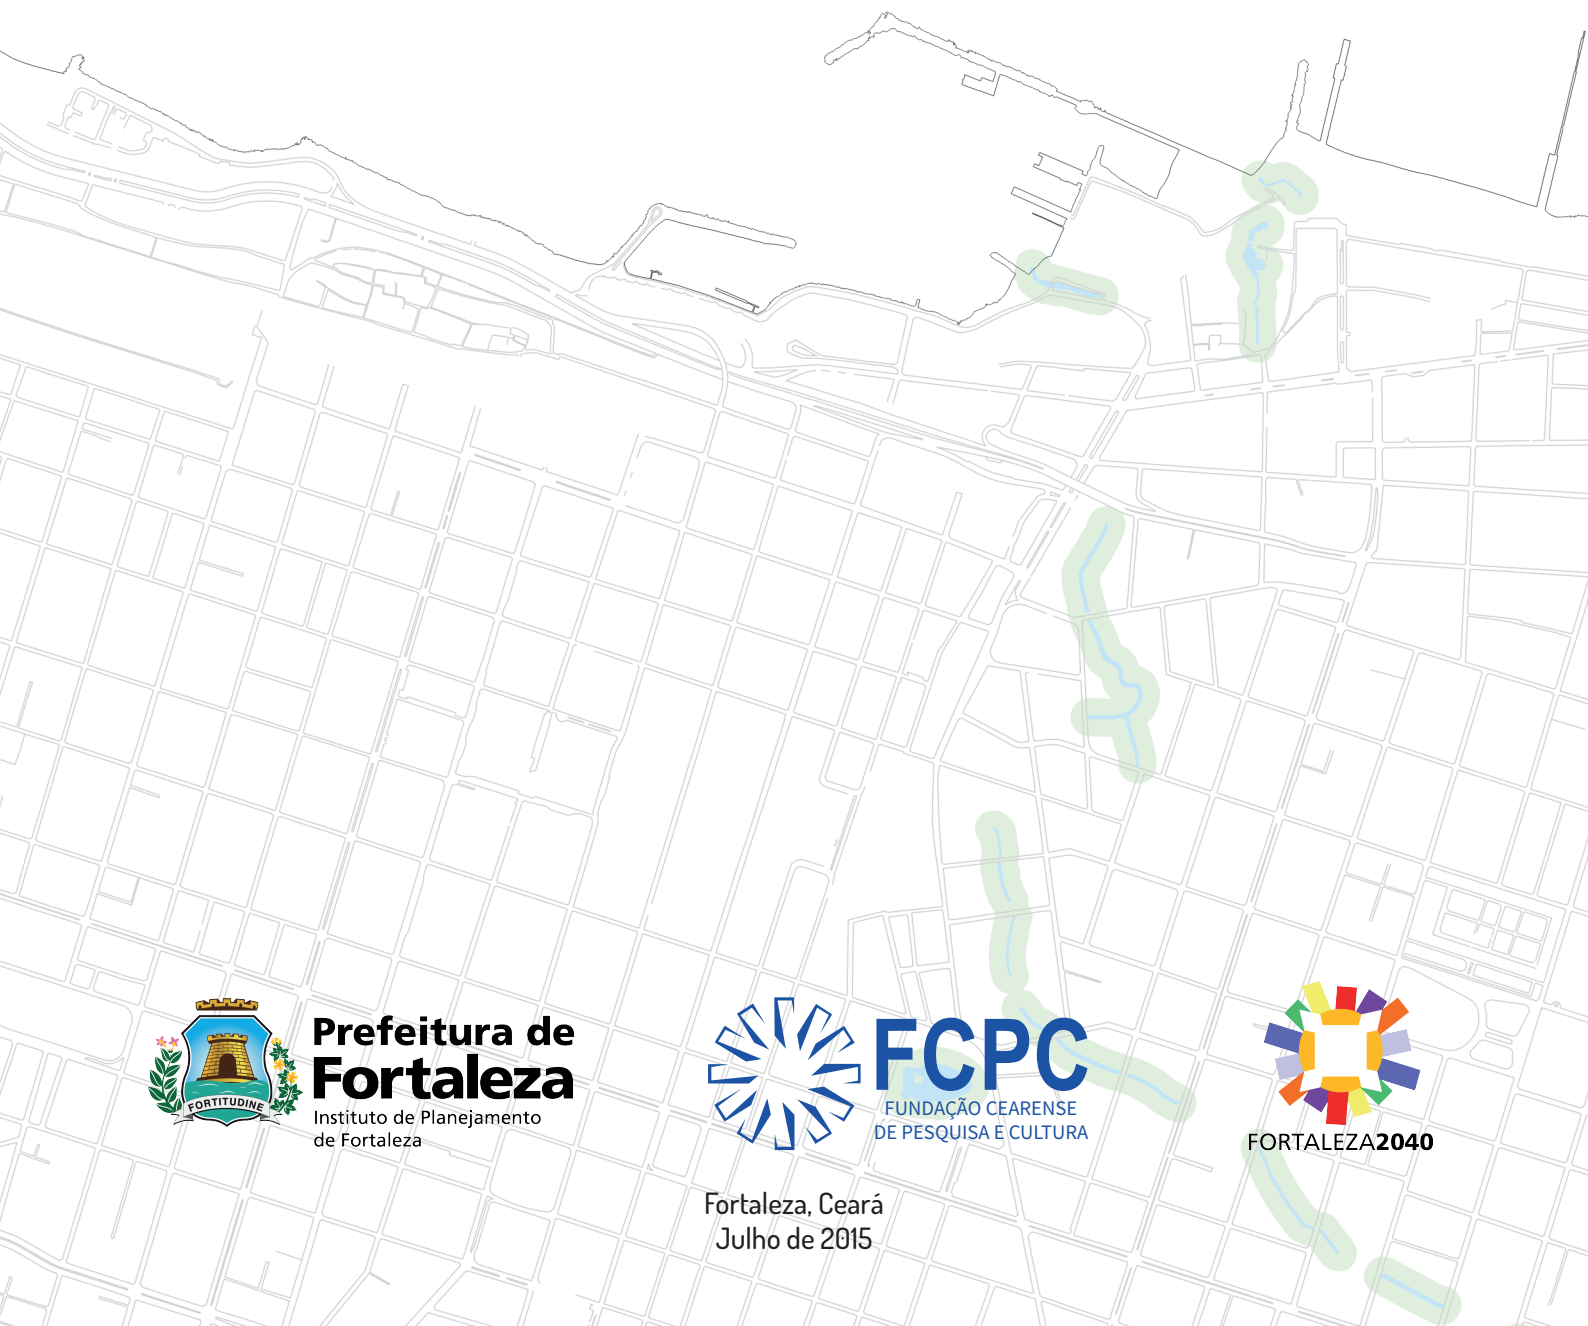 Prefeitura de
Fortaleza
Instituto de Planejamento
de Fortaleza
FORTITUDINE
FCPC
FUNDAÇÃO CEARENSE
DE PESQUISA E CULTURA
FORTALEZA2040
Fortaleza, Ceará
Julho de 2015